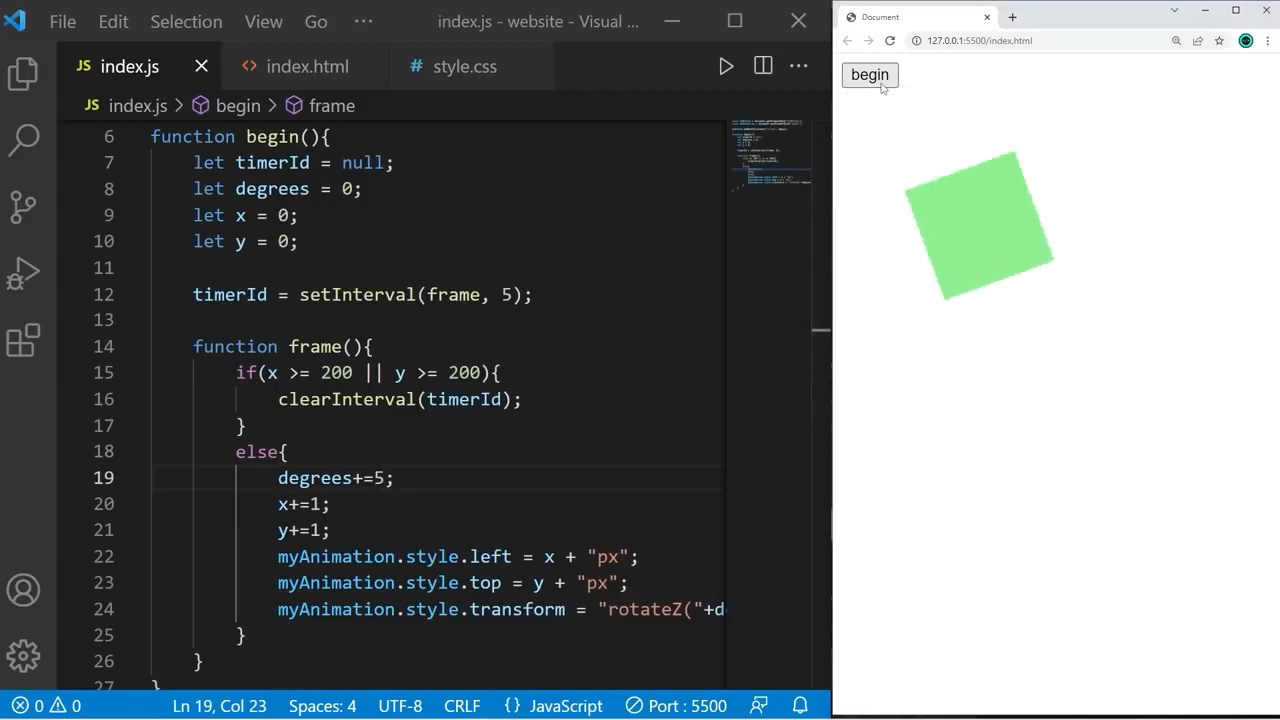 File Edit Selection View Go ··· index.js - website - Visual ...
JS index.js
<> index.html
# style.css
JS index.js > begin > frame
6 function begin(){
7 let timerId = null;
8 let degrees = 0;
9 let x = 0;
10 let y = 0;
11
12 timerId = setInterval(frame, 5);
13
14 function frame(){
15 if(x >= 200 || y >= 200){
16 clearInterval(timerId);
17 }
18 else{
19 degrees+=5;
20 x+=1;
21 y+=1;
22 myAnimation.style.left = x + "px";
23 myAnimation.style.top = y + "px";
24 myAnimation.style.transform = "rotateZ("+d
25 }
26 }
27 }
0 0 Ln 19, Col 23 Spaces: 4 UTF-8 CRLF {} JavaScript Port : 5500
Document
127.0.0.1:5500/index.html
begin